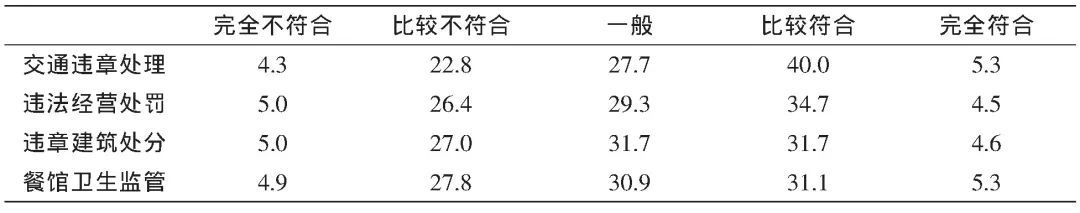 完全不符合 比较不符合 一般 比较符合 完全符合
交通违章处理 4.3 22.8 27.7 40.0 5.3
违法经营处罚 5.0 26.4 29.3 34.7 4.5
违章建筑处分 5.0 27.0 31.7 31.7 4.6
餐馆卫生监管 4.9 27.8 30.9 31.1 5.3